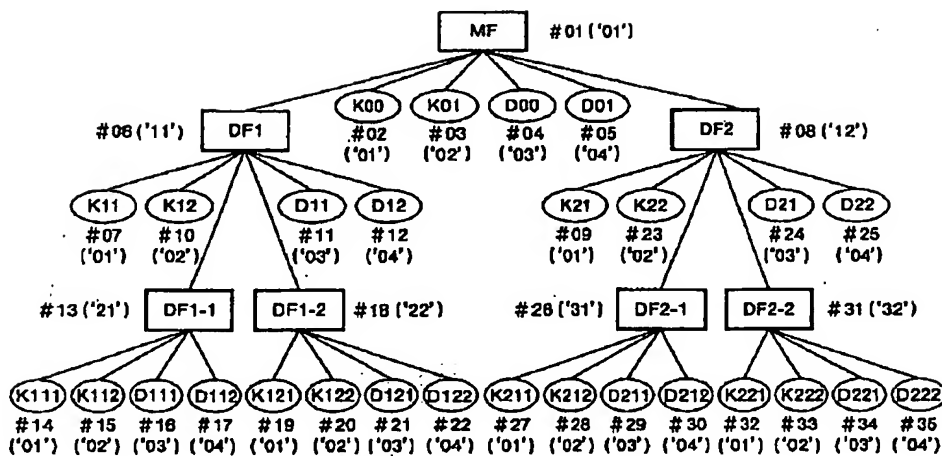 MF #01 ('01')
K00 K01 D00 D01
#06 ('11') DF1 #02 #03 #04 #05 DF2 #08 ('12')
('01') ('02') ('03') ('04')
K11 K12 D11 D12 K21 K22 D21 D22
#07 #10 #11 #12 #09 #23 #24 #25
('01') ('02') ('03') ('04') ('01') ('02') ('03') ('04')
#13 ('21') DF1-1 DF1-2 #18 ('22') #26 ('31') DF2-1 DF2-2 #31 ('32')
K111 K112 D111 D112 K121 K122 D121 D122 K211 K212 D211 D212 K221 K222 D221 D222
#14 #15 #16 #17 #19 #20 #21 #22 #27 #28 #29 #30 #32 #33 #34 #35
('01') ('02') ('03') ('04') ('01') ('02') ('03') ('04') ('01') ('02') ('03') ('04') ('01') ('02') ('03') ('04')